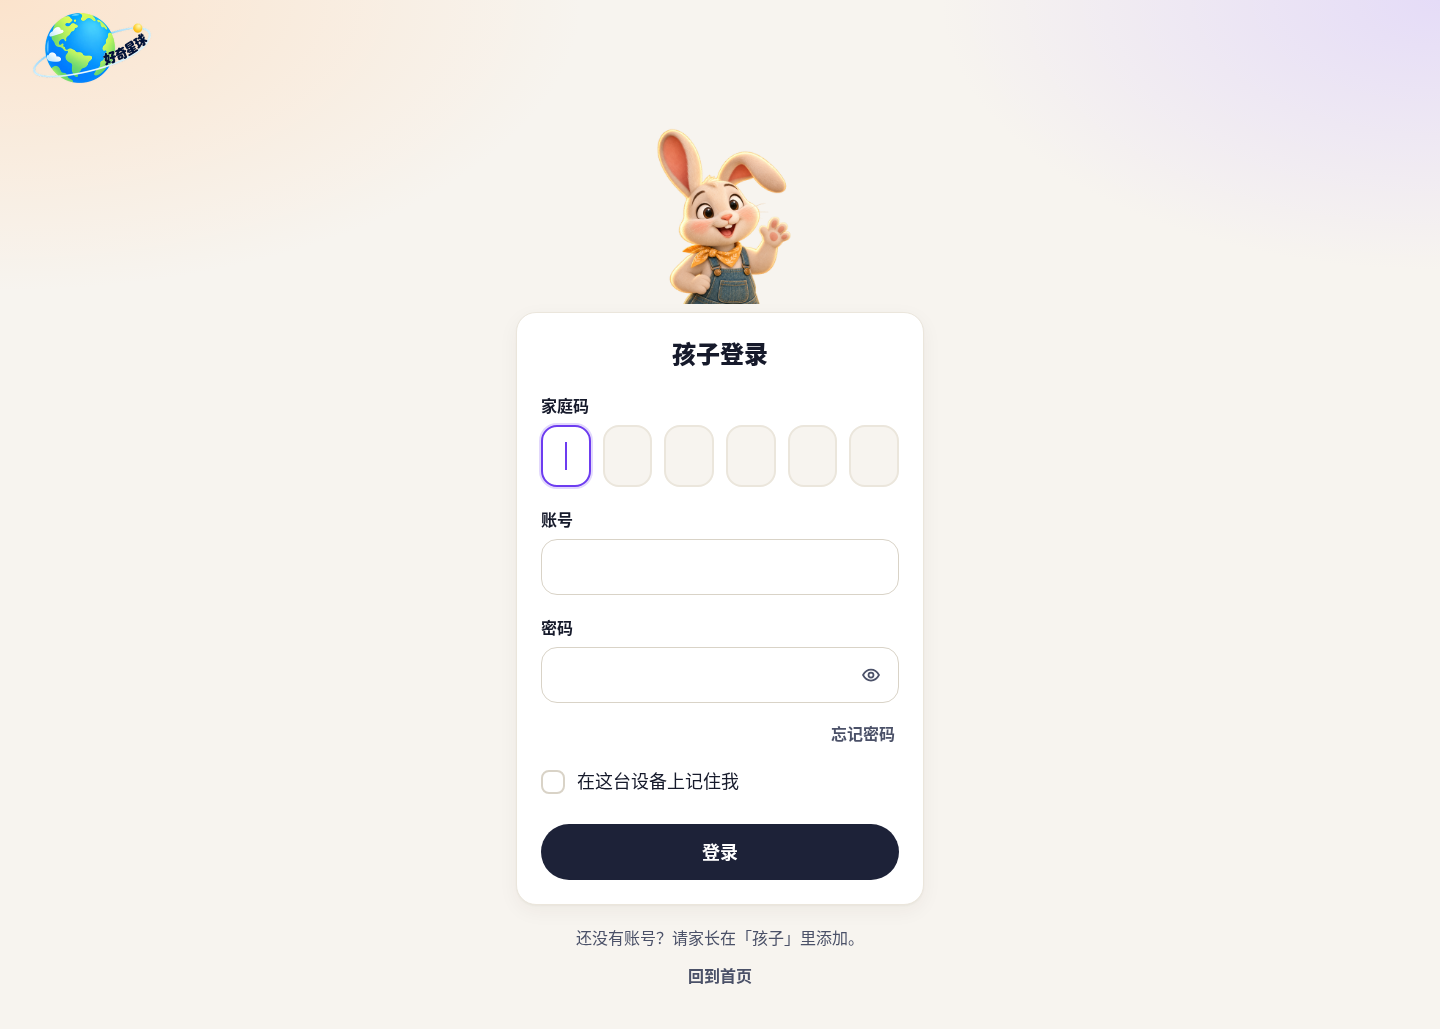 好奇星球
孩子登录
家庭码
账号
密码
忘记密码
在这台设备上记住我
登录
还没有账号？请家长在「孩子」里添加。
回到首页